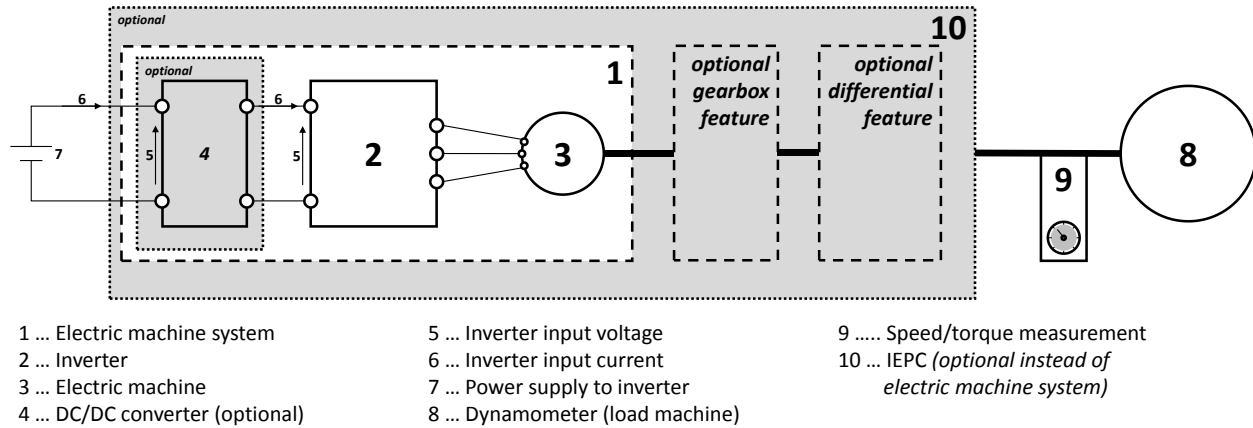 optional
10
optional
1
optional
gearbox
feature
optional
differential
feature
6
6
7
5
4
5
2
3
8
9
1 ... Electric machine system
2 ... Inverter
3 ... Electric machine
4 ... DC/DC converter (optional)
5 ... Inverter input voltage
6 ... Inverter input current
7 ... Power supply to inverter
8 ... Dynamometer (load machine)
9 ..... Speed/torque measurement
10 ... IEPC (optional instead of
electric machine system)